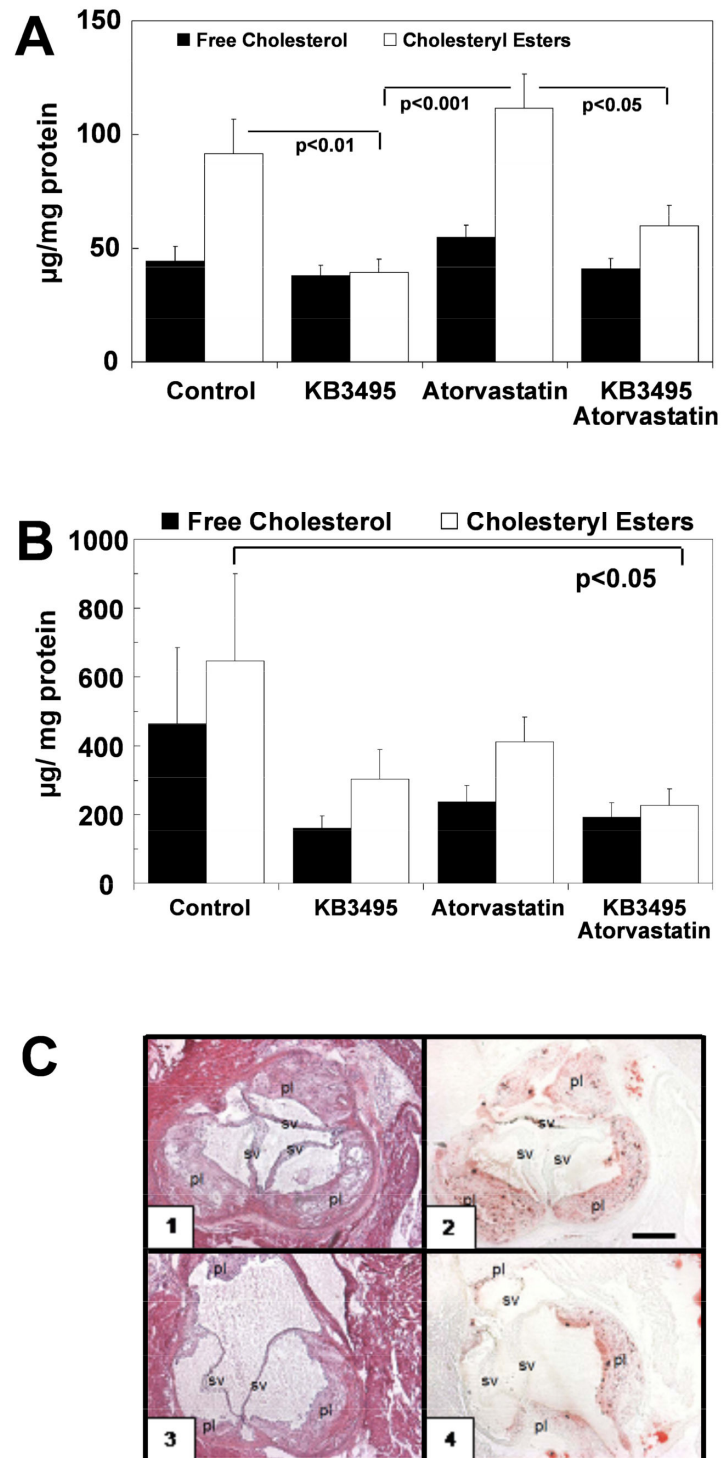 A
■ Free Cholesterol □ Cholesteryl Esters
150
100
50
0
µg/mg protein
p<0.01
p<0.001
p<0.05
Control KB3495 Atorvastatin KB3495 Atorvastatin
B
■ Free Cholesterol □ Cholesteryl Esters
1000
800
600
400
200
0
µg/ mg protein
p<0.05
Control KB3495 Atorvastatin KB3495 Atorvastatin
C
pl
sv
sv
pl
pl
1
pl
sv
sv
sv
pl
pl
2
pl
sv
sv
pl
pl
3
pl
sv
sv
sv
pl
pl
4